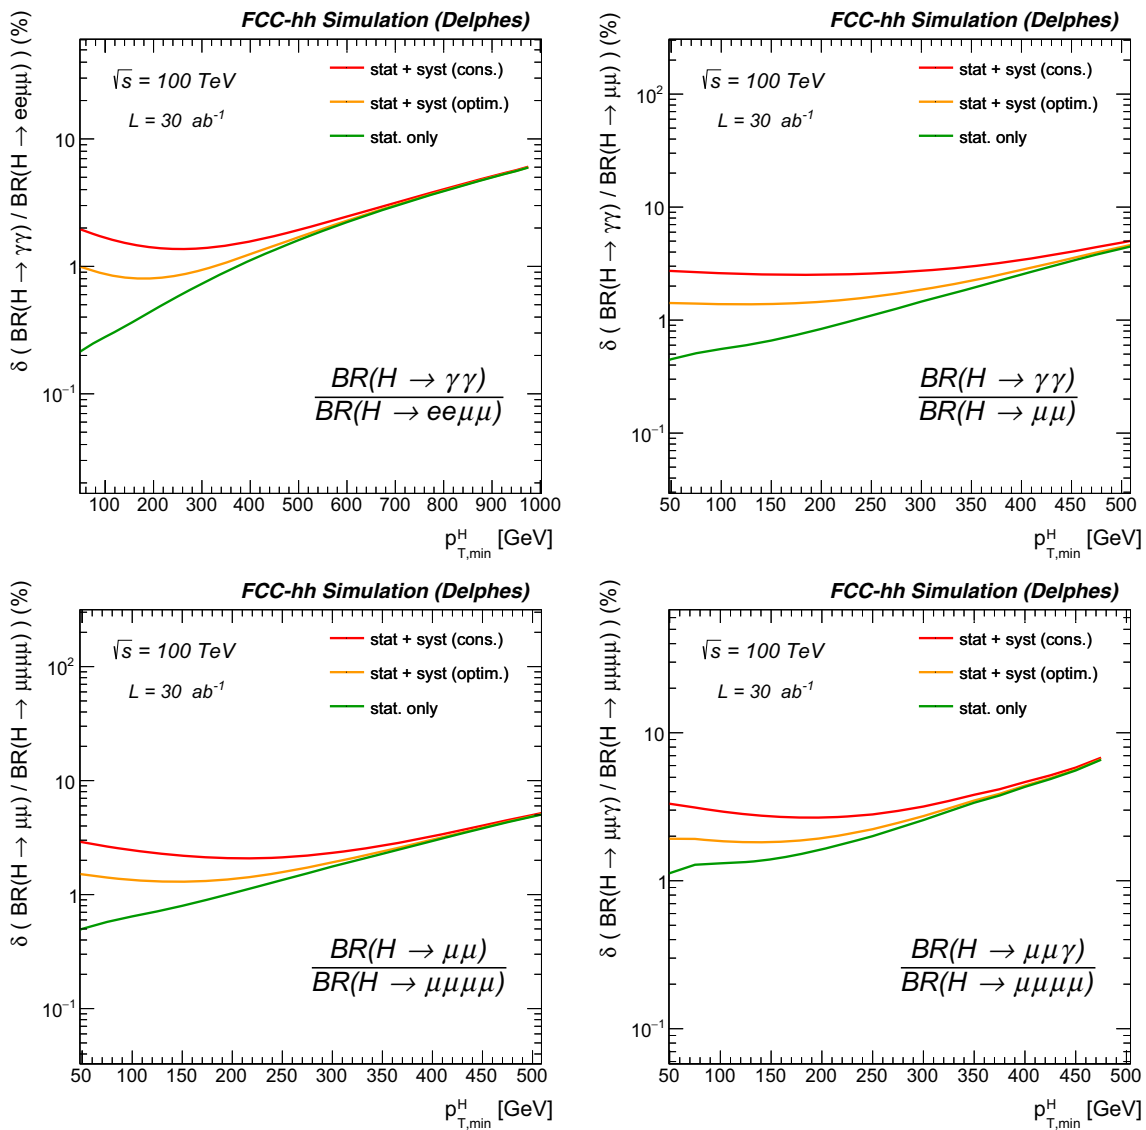 FCC-hh Simulation (Delphes)
√s = 100 TeV
L = 30 ab⁻¹
stat + syst (cons.)
stat + syst (optim.)
stat. only
δ ( BR(H → γγ) / BR(H → eeμμ) ) (%)
10
1
10⁻¹
BR(H → γγ)
BR(H → eeμμ)
100 200 300 400 500 600 700 800 900 1000
p^H_T,min [GeV]
FCC-hh Simulation (Delphes)
√s = 100 TeV
L = 30 ab⁻¹
stat + syst (cons.)
stat + syst (optim.)
stat. only
δ ( BR(H → γγ) / BR(H → μμ) ) (%)
10²
10
1
10⁻¹
BR(H → γγ)
BR(H → μμ)
50 100 150 200 250 300 350 400 450 500
p^H_T,min [GeV]
FCC-hh Simulation (Delphes)
√s = 100 TeV
L = 30 ab⁻¹
stat + syst (cons.)
stat + syst (optim.)
stat. only
δ ( BR(H → μμ) / BR(H → μμμμ) ) (%)
10²
10
1
10⁻¹
BR(H → μμ)
BR(H → μμμμ)
50 100 150 200 250 300 350 400 450 500
p^H_T,min [GeV]
FCC-hh Simulation (Delphes)
√s = 100 TeV
L = 30 ab⁻¹
stat + syst (cons.)
stat + syst (optim.)
stat. only
δ ( BR(H → μμγ) / BR(H → μμμμ) ) (%)
10
1
10⁻¹
BR(H → μμγ)
BR(H → μμμμ)
50 100 150 200 250 300 350 400 450 500
p^H_T,min [GeV]